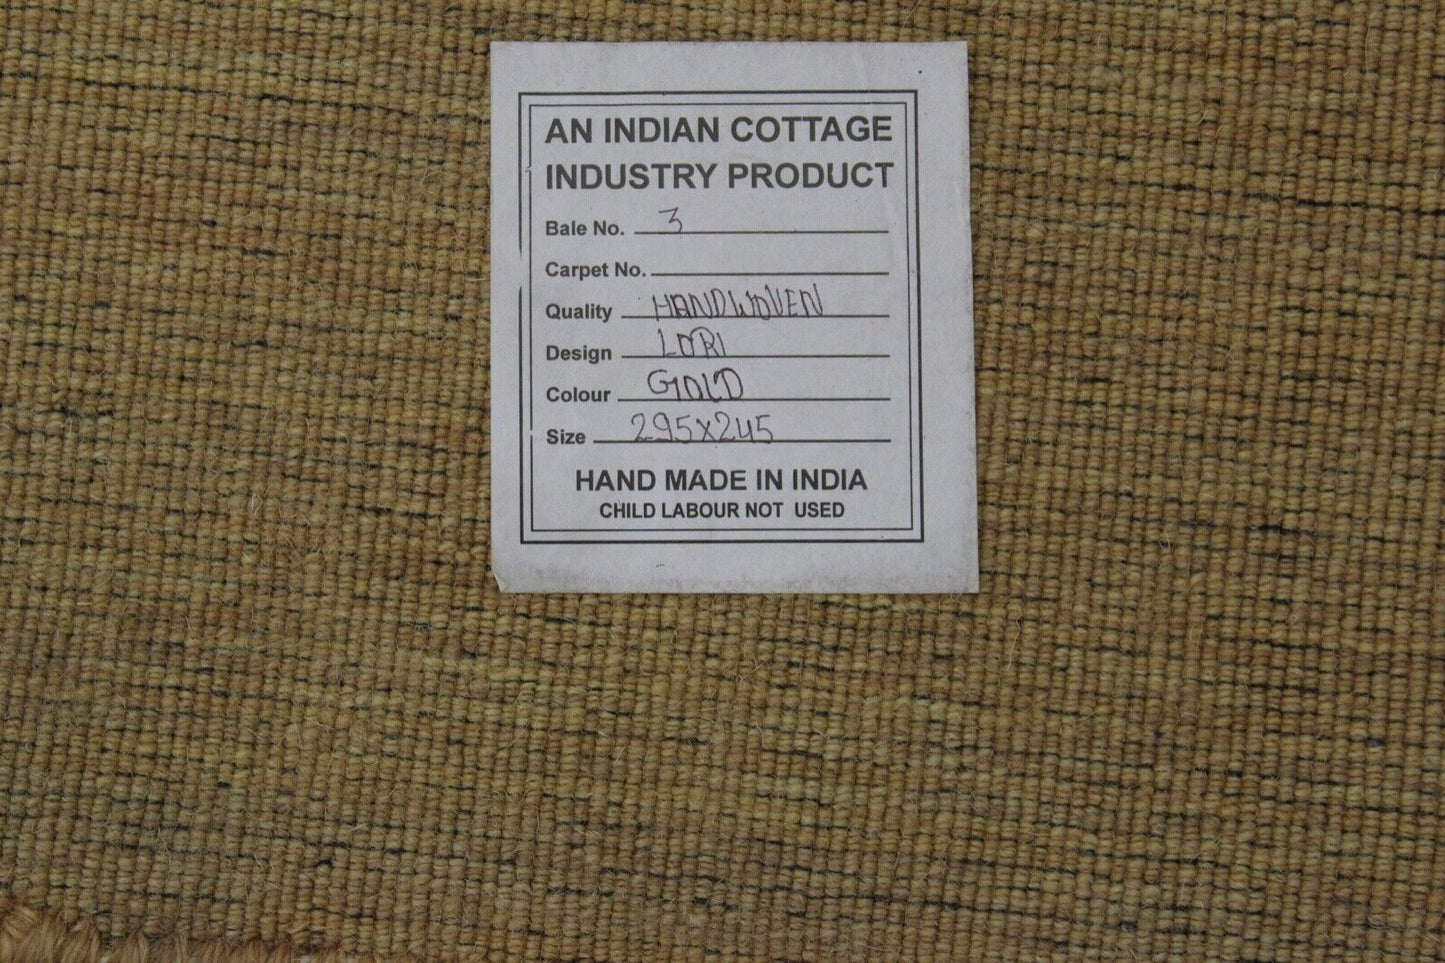 AN INDIAN COTTAGE
INDUSTRY PRODUCT
Bale No. 3
Carpet No.
Quality HANDWOVEN
Design LORI
Colour GOLD
Size 295x245
HAND MADE IN INDIA
CHILD LABOUR NOT USED